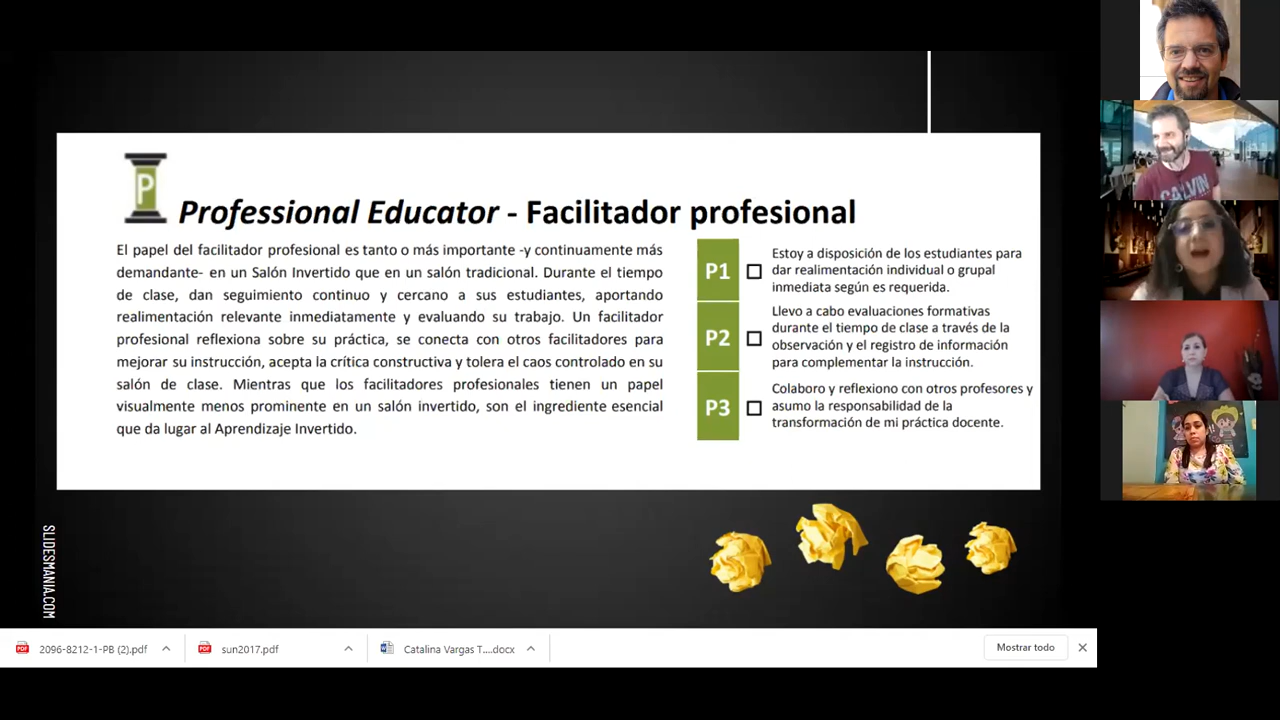 P
Professional Educator - Facilitador profesional
El papel del facilitador profesional es tanto o más importante -y continuamente más
demandante- en un Salón Invertido que en un salón tradicional. Durante el tiempo
de clase, dan seguimiento continuo y cercano a sus estudiantes, aportando
realimentación relevante inmediatamente y evaluando su trabajo. Un facilitador
profesional reflexiona sobre su práctica, se conecta con otros facilitadores para
mejorar su instrucción, acepta la crítica constructiva y tolera el caos controlado en su
salón de clase. Mientras que los facilitadores profesionales tienen un papel
visualmente menos prominente en un salón invertido, son el ingrediente esencial
que da lugar al Aprendizaje Invertido.
P1
Estoy a disposición de los estudiantes para
dar realimentación individual o grupal
inmediata según es requerida.
P2
Llevo a cabo evaluaciones formativas
durante el tiempo de clase a través de la
observación y el registro de información
para complementar la instrucción.
P3
Colaboro y reflexiono con otros profesores y
asumo la responsabilidad de la
transformación de mi práctica docente.
SLIDESMANIA.COM
2096-8212-1-PB (2).pdf
sun2017.pdf
Catalina Vargas T....docx
Mostrar todo
CALVIN